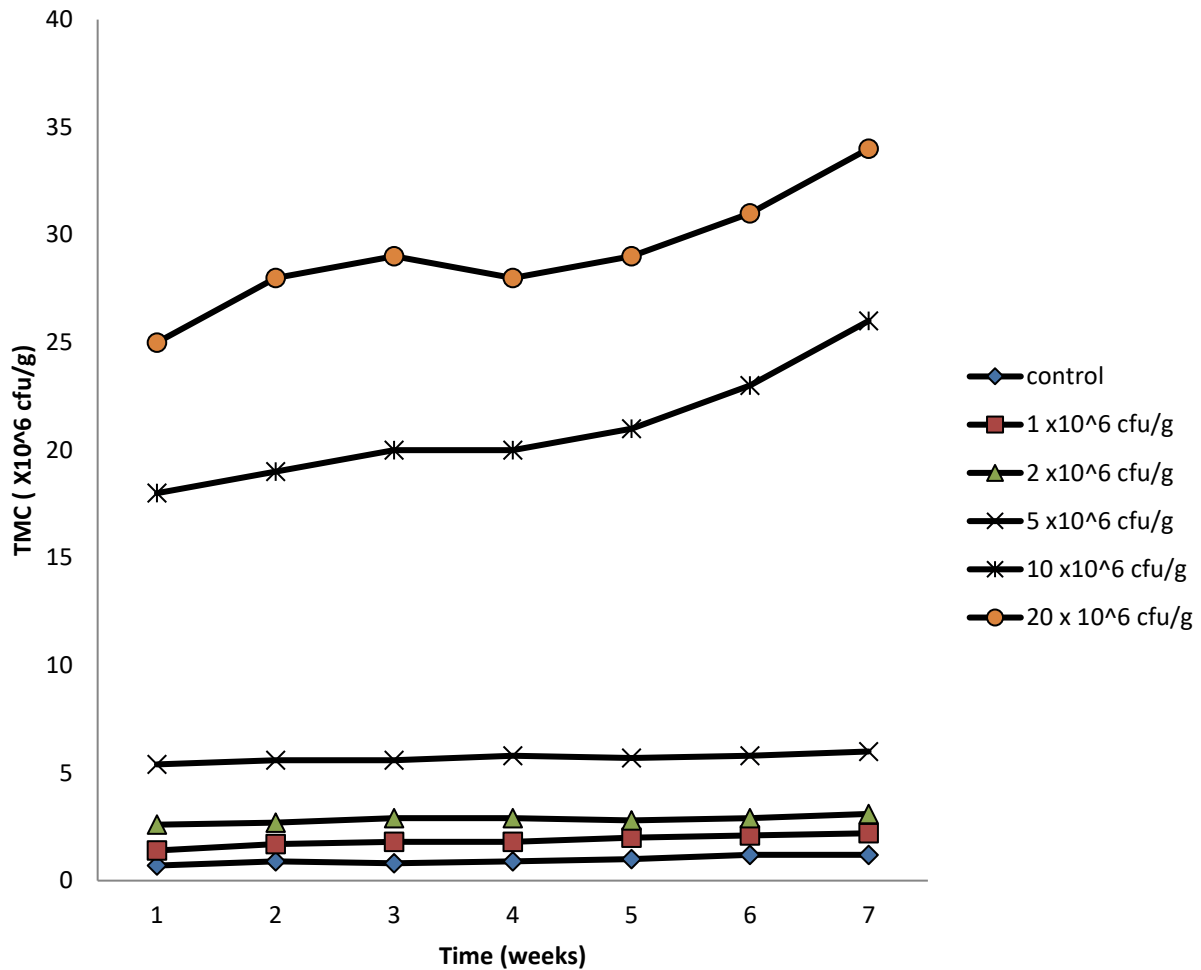 40
35
30
25
20
15
10
5
0
TMC ( X10^6 cfu/g)
1 2 3 4 5 6 7
Time (weeks)
control
1 x10^6 cfu/g
2 x10^6 cfu/g
5 x10^6 cfu/g
10 x10^6 cfu/g
20 x 10^6 cfu/g